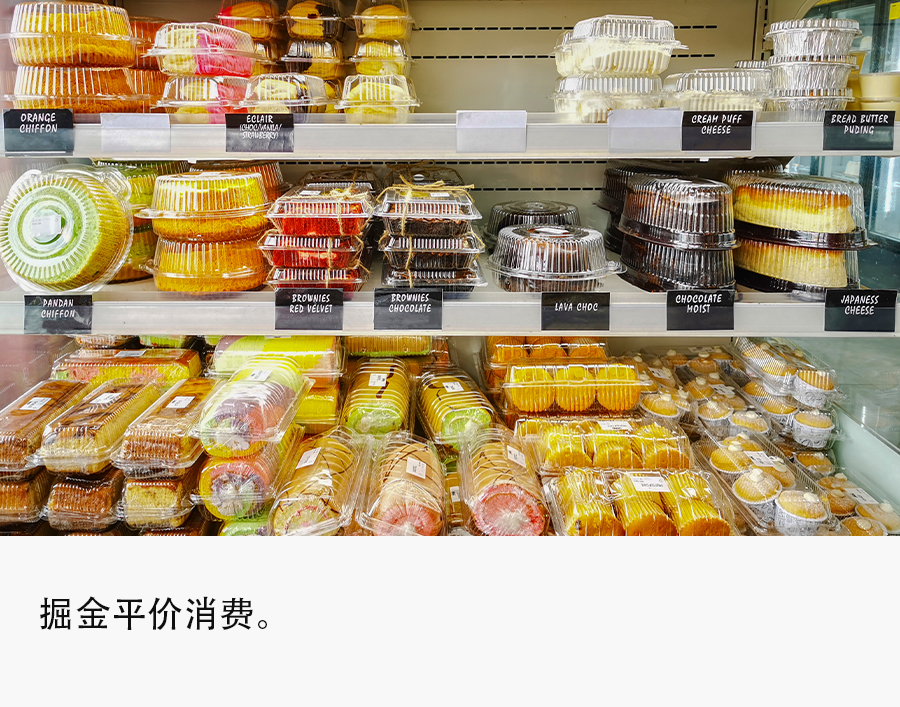 ORANGE
CHIFFON
ECLAIR
(CHOC/VANILA/
STRAWBERRY)
CREAM PUFF
CHEESE
BREAD BUTTER
PUDING
PANDAN
CHIFFON
BROWNIES
RED VELVET
BROWNIES
CHOCOLATE
LAVA CHOC
CHOCOLATE
MOIST
JAPANESS
CHEESE
掘金平价消费。